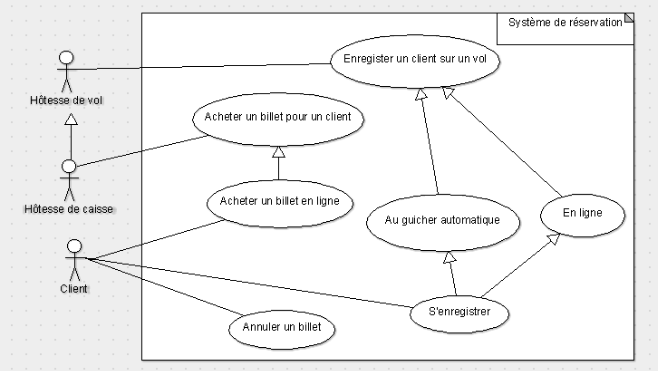 Système de réservation
Enregister un client sur un vol
Hôtesse de vol
Acheter un billet pour un client
Hôtesse de caisse
Acheter un billet en ligne
Au guicher automatique
En ligne
Client
S'enregistrer
Annuler un billet